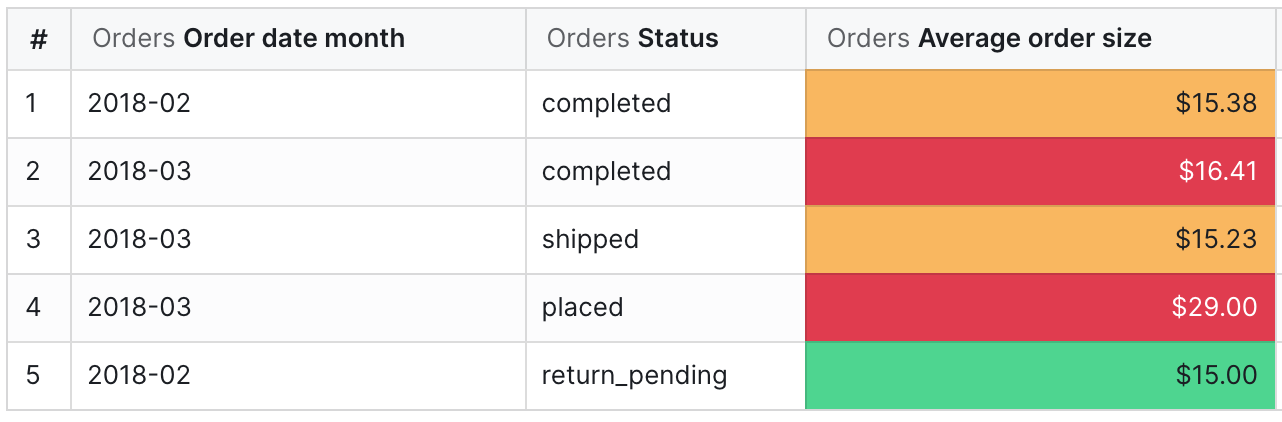 # Orders Order date month Orders Status Orders Average order size
1 2018-02 completed $15.38
2 2018-03 completed $16.41
3 2018-03 shipped $15.23
4 2018-03 placed $29.00
5 2018-02 return_pending $15.00